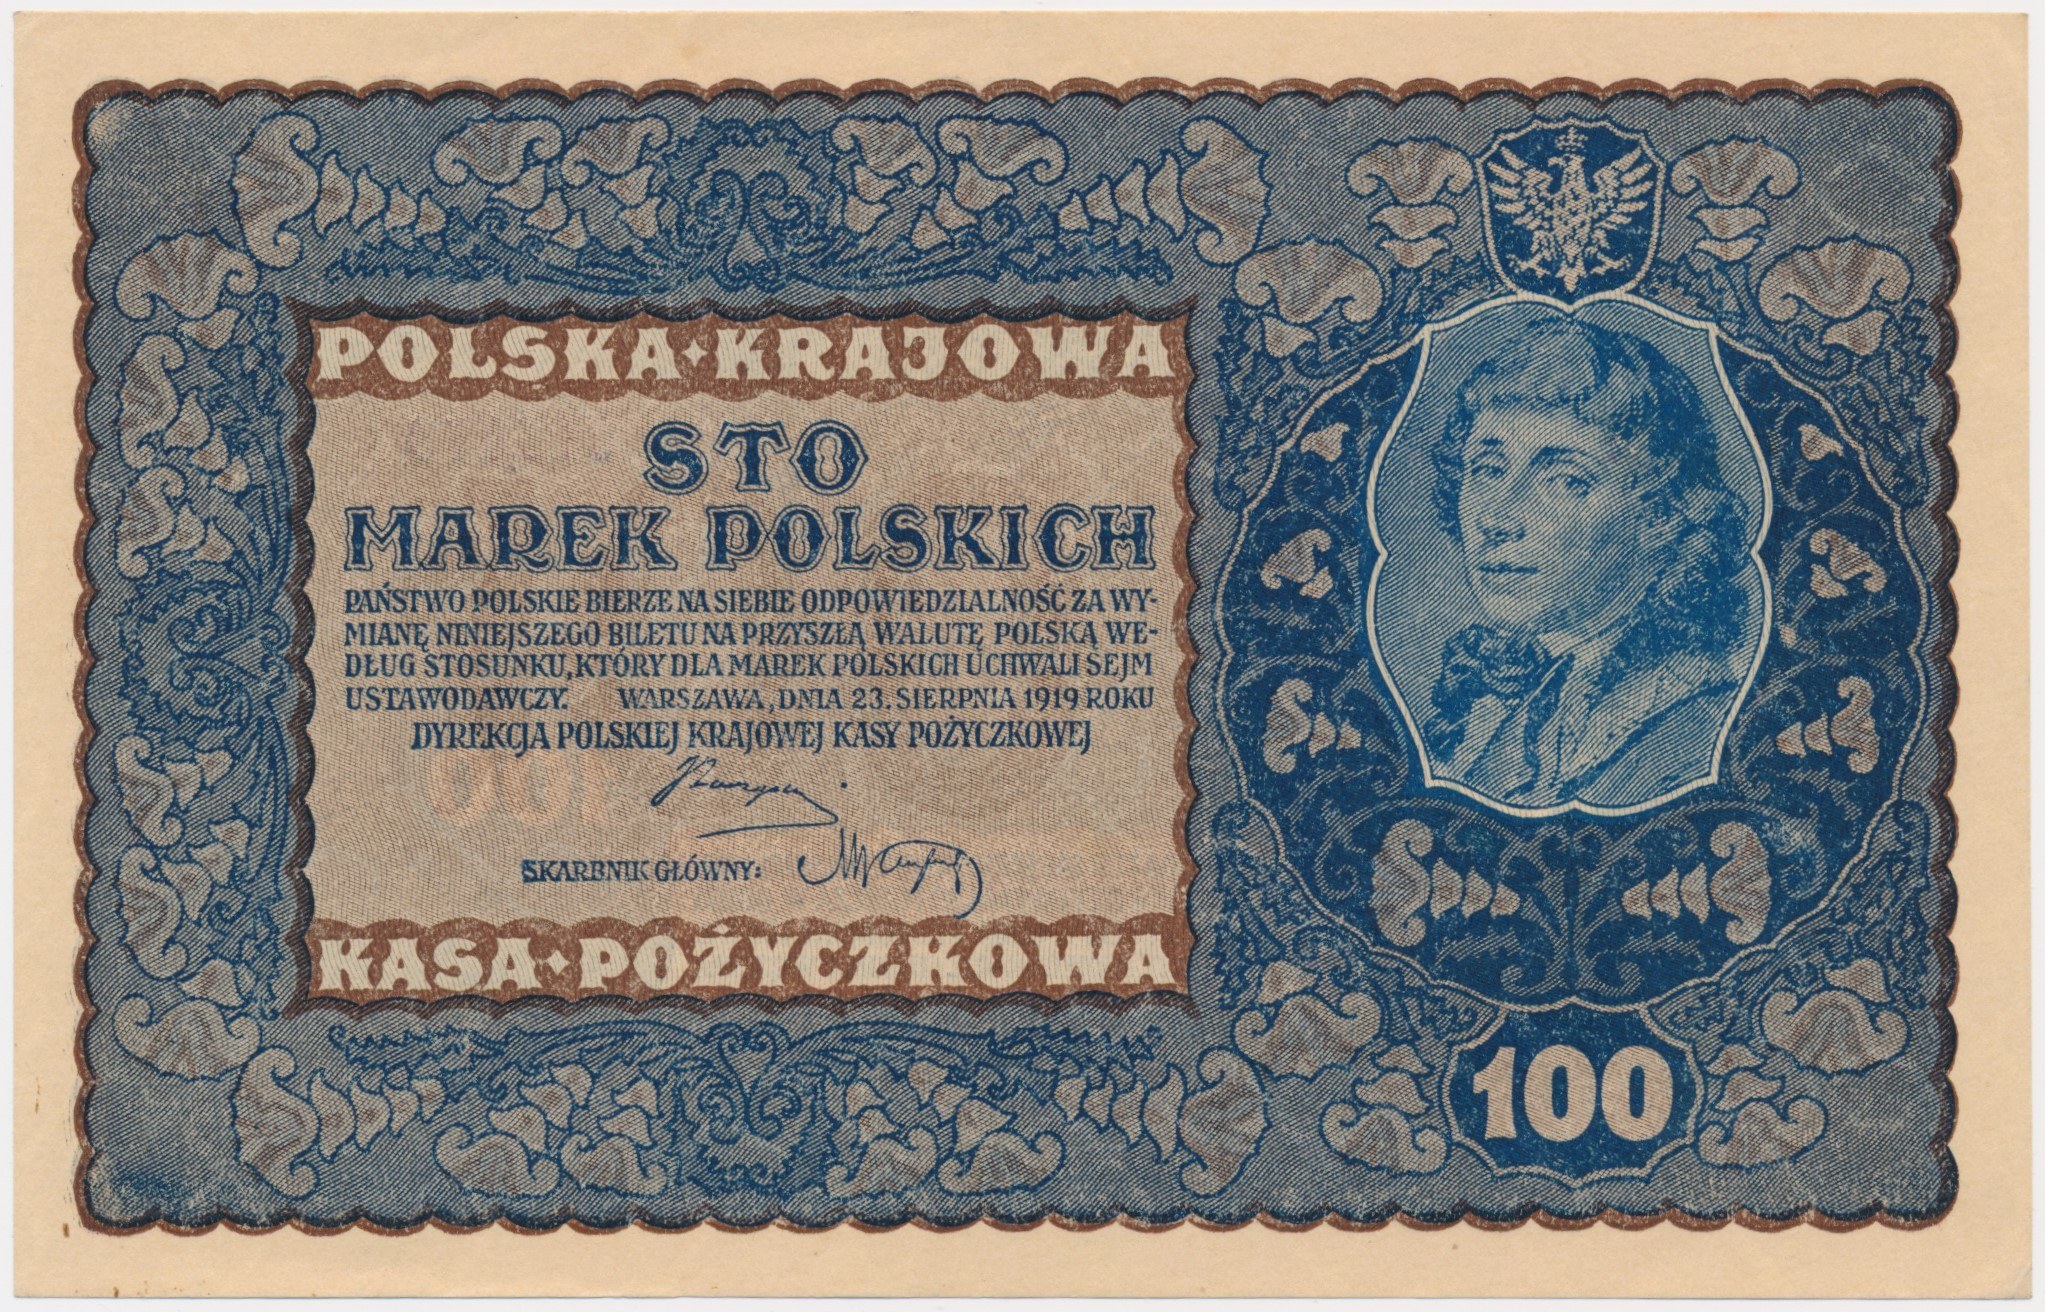 POLSKA · KRAJOWA
STO
MAREK POLSKICH
PAŃSTWO POLSKIE BIERZE NA SIEBIE ODPOWIEDZIALNOŚĆ ZA WY-
MIANĘ NINIEJSZEGO BILETU NA PRZYSZŁĄ WALUTĘ POLSKĄ WE-
DŁUG STOSUNKU, KTÓRY DLA MAREK POLSKICH UCHWALI SEJM
USTAWODAWCZY. WARSZAWA, DNIA 23. SIERPNIA 1919 ROKU
DYREKCJA POLSKIEJ KRAJOWEJ KASY POŻYCZKOWEJ
SKARBNIK GŁÓWNY:
KASA · POŻYCZKOWA
100